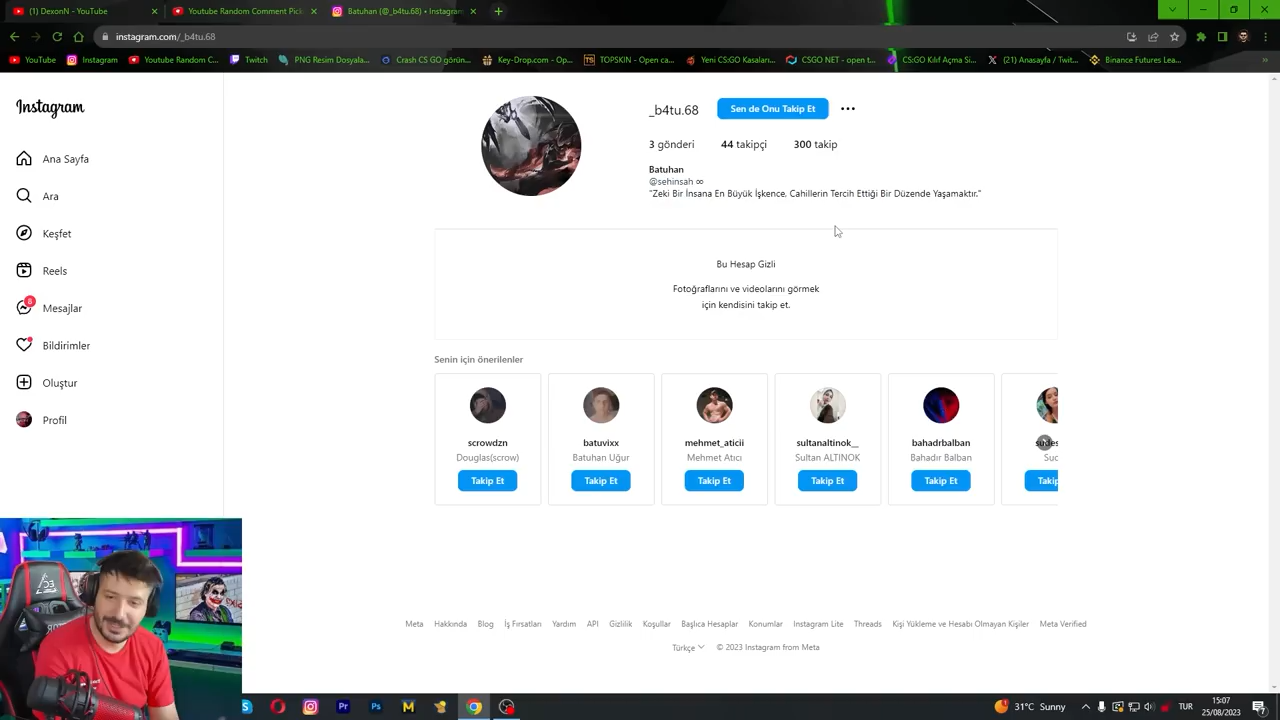 (1) DexonN - YouTube
Youtube Random Comment Pick
Batuhan (@_b4tu.68) • Instagram
instagram.com/_b4tu.68
YouTube
Instagram
Youtube Random C...
Twitch
PNG Resim Dosyala...
Crash CS GO görün...
Key-Drop.com - Op...
TOPSKIN - Open ca...
Yeni CS:GO Kasaları...
CSGO NET - open t...
CS:GO Kılıf Açma Si...
(21) Anasayfa / Twit...
Binance Futures Lea...
»
Instagram
Ana Sayfa
Ara
Keşfet
Reels
8
Mesajlar
Bildirimler
Oluştur
Profil
_b4tu.68
Sen de Onu Takip Et
3 gönderi 44 takipçi 300 takip
Batuhan
@sehinsah ∞
"Zeki Bir İnsana En Büyük İşkence, Cahillerin Tercih Ettiği Bir Düzende Yaşamaktır."
Bu Hesap Gizli
Fotoğraflarını ve videolarını görmek
için kendisini takip et.
Senin için önerilenler
scrowdzn
Douglas(scrow)
Takip Et
batuvixx
Batuhan Uğur
Takip Et
mehmet_aticii
Mehmet Atıcı
Takip Et
sultanaltinok__
Sultan ALTINOK
Takip Et
bahadrbalban
Bahadır Balban
Takip Et
Meta Hakkında Blog İş Fırsatları Yardım API Gizlilik Koşullar Başlıca Hesaplar Konumlar Instagram Lite Threads Kişi Yükleme ve Hesabı Olmayan Kişiler Meta Verified
Türkçe © 2023 Instagram from Meta
S
Pr
Ps
31°C Sunny
TUR
15:07
25/08/2023